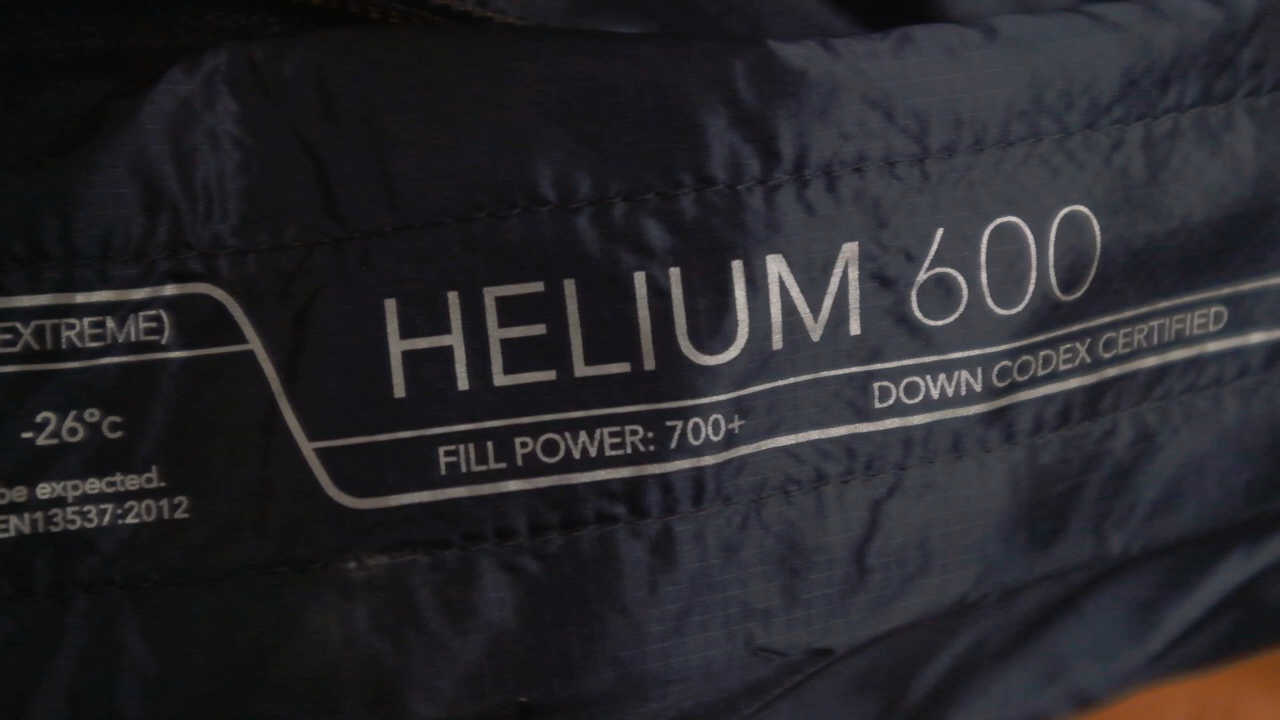 EXTREME)
-26°c
be expected.
EN13537:2012
HELIUM 600
FILL POWER: 700+
DOWN CODEX CERTIFIED